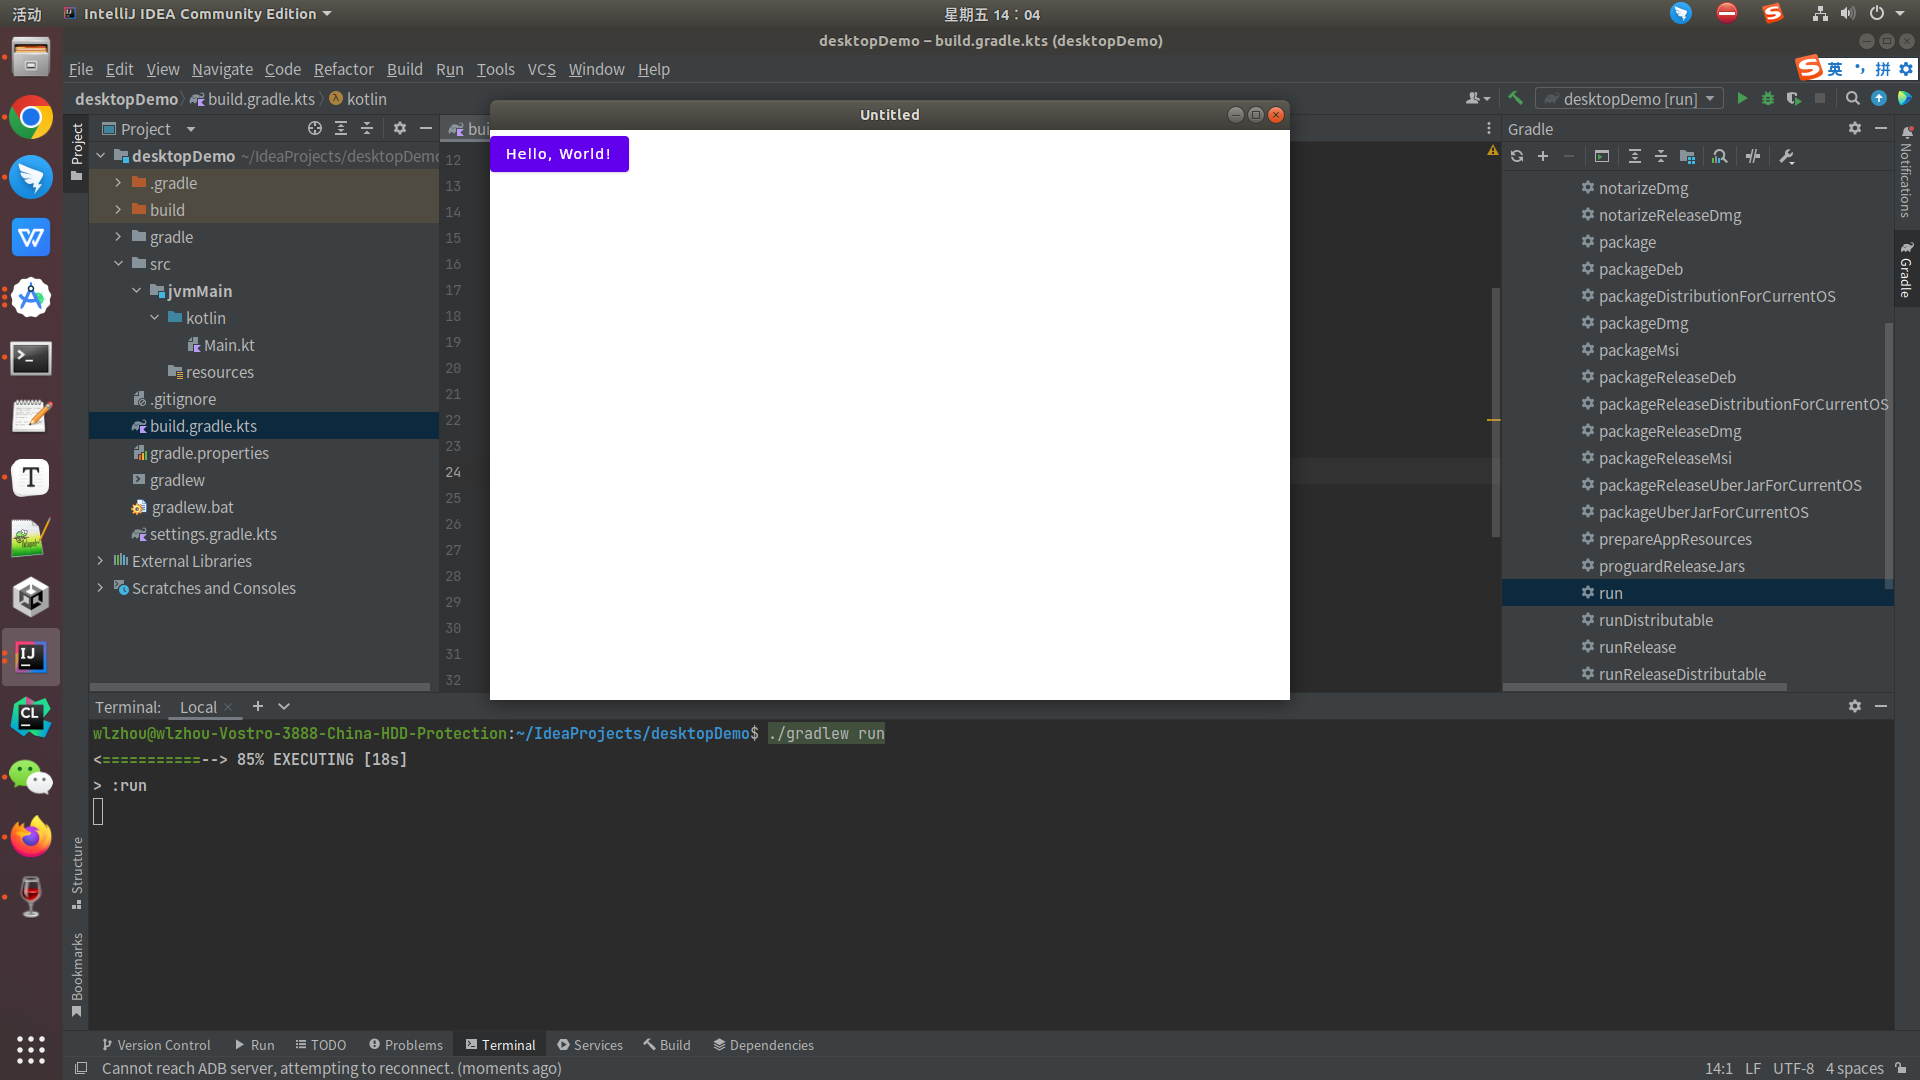 活动
IntelliJ IDEA Community Edition
星期五 14：04
desktopDemo – build.gradle.kts (desktopDemo)
File Edit View Navigate Code Refactor Build Run Tools VCS Window Help
英 拼
desktopDemo build.gradle.kts kotlin
desktopDemo [run]
Project
Project
desktopDemo ~/IdeaProjects/desktopDemo
.gradle
build
gradle
src
jvmMain
kotlin
Main.kt
resources
.gitignore
build.gradle.kts
gradle.properties
gradlew
gradlew.bat
settings.gradle.kts
External Libraries
Scratches and Consoles
Structure
Bookmarks
bui
12
13
14
15
16
17
18
19
20
21
22
23
24
25
26
27
28
29
30
31
32
Untitled
Hello, World!
Gradle
notarizeDmg
notarizeReleaseDmg
package
packageDeb
packageDistributionForCurrentOS
packageDmg
packageMsi
packageReleaseDeb
packageReleaseDistributionForCurrentOS
packageReleaseDmg
packageReleaseMsi
packageReleaseUberJarForCurrentOS
packageUberJarForCurrentOS
prepareAppResources
proguardReleaseJars
run
runDistributable
runRelease
runReleaseDistributable
Notifications
Gradle
Terminal: Local
wlzhou@wlzhou-Vostro-3888-China-HDD-Protection:~/IdeaProjects/desktopDemo$ ./gradlew run
<===========--> 85% EXECUTING [18s]
> :run
Version Control Run TODO Problems Terminal Services Build Dependencies
Cannot reach ADB server, attempting to reconnect. (moments ago)
14:1 LF UTF-8 4 spaces